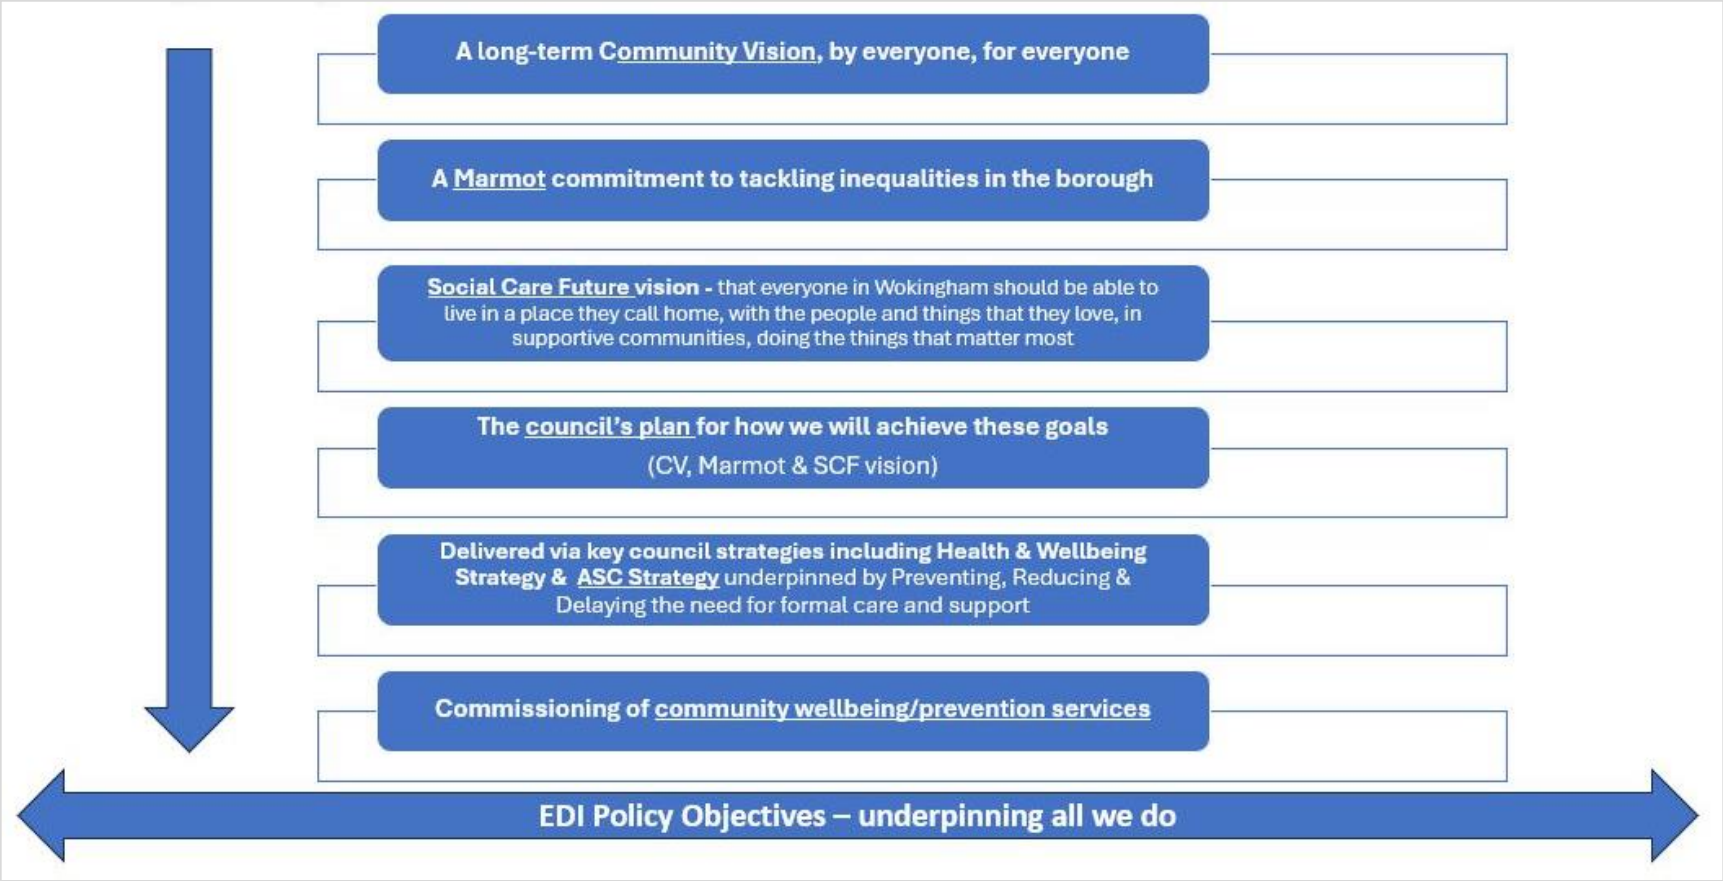 A long-term Community Vision, by everyone, for everyone
A Marmot commitment to tackling inequalities in the borough
Social Care Future vision - that everyone in Wokingham should be able to
live in a place they call home, with the people and things that they love, in
supportive communities, doing the things that matter most
The council’s plan for how we will achieve these goals
(CV, Marmot & SCF vision)
Delivered via key council strategies including Health & Wellbeing
Strategy & ASC Strategy underpinned by Preventing, Reducing &
Delaying the need for formal care and support
Commissioning of community wellbeing/prevention services
EDI Policy Objectives – underpinning all we do